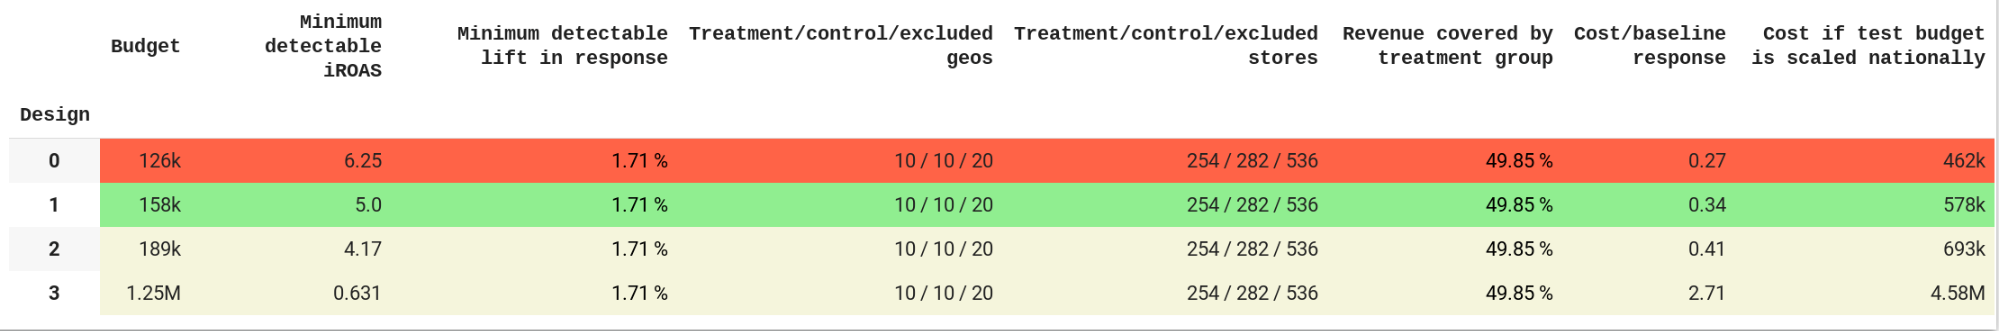 Design Budget Minimum detectable iROAS Minimum detectable lift in response Treatment/control/excluded geos Treatment/control/excluded stores Revenue covered by treatment group Cost/baseline response Cost if test budget is scaled nationally
0 126k 6.25 1.71 % 10 / 10 / 20 254 / 282 / 536 49.85 % 0.27 462k
1 158k 5.0 1.71 % 10 / 10 / 20 254 / 282 / 536 49.85 % 0.34 578k
2 189k 4.17 1.71 % 10 / 10 / 20 254 / 282 / 536 49.85 % 0.41 693k
3 1.25M 0.631 1.71 % 10 / 10 / 20 254 / 282 / 536 49.85 % 2.71 4.58M